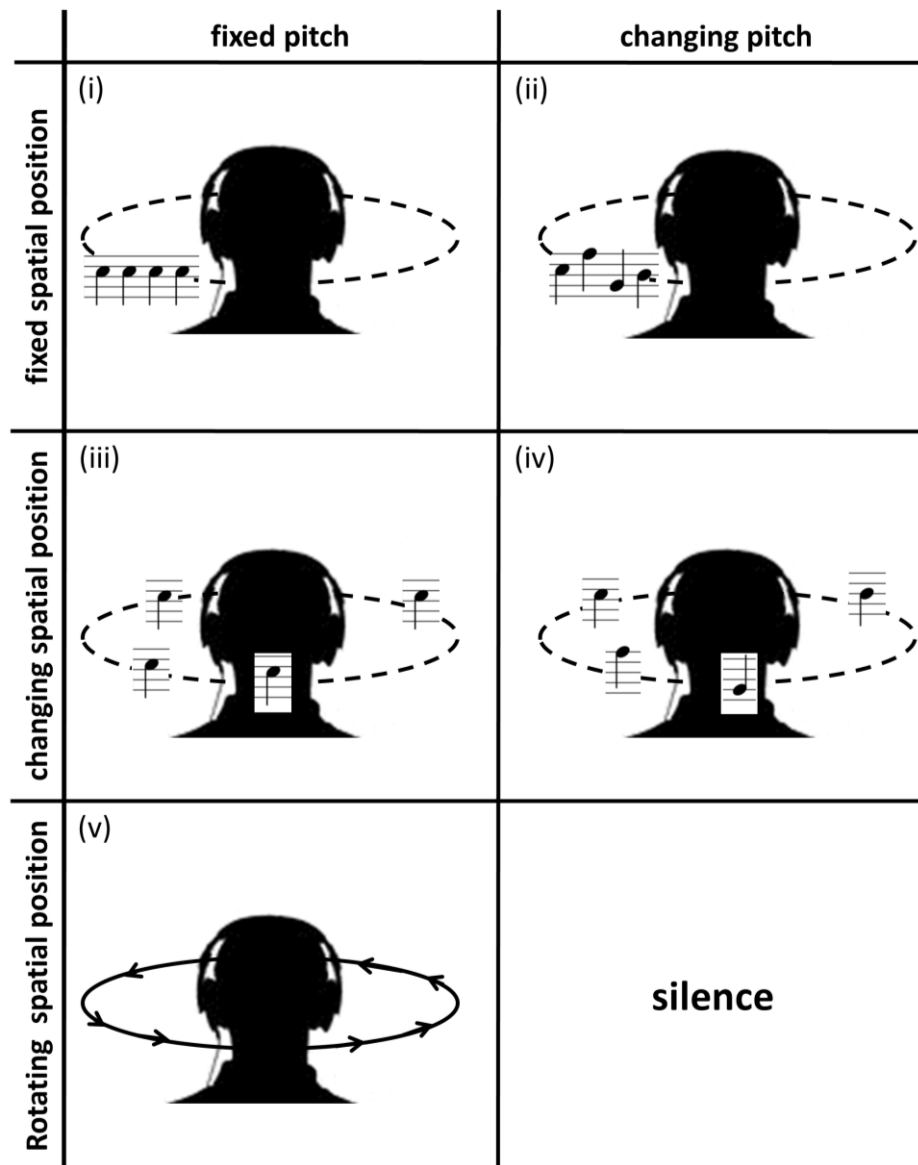 fixed pitch
changing pitch
fixed spatial position
(i)
(ii)
changing spatial position
(iii)
(iv)
Rotating spatial position
(v)
silence